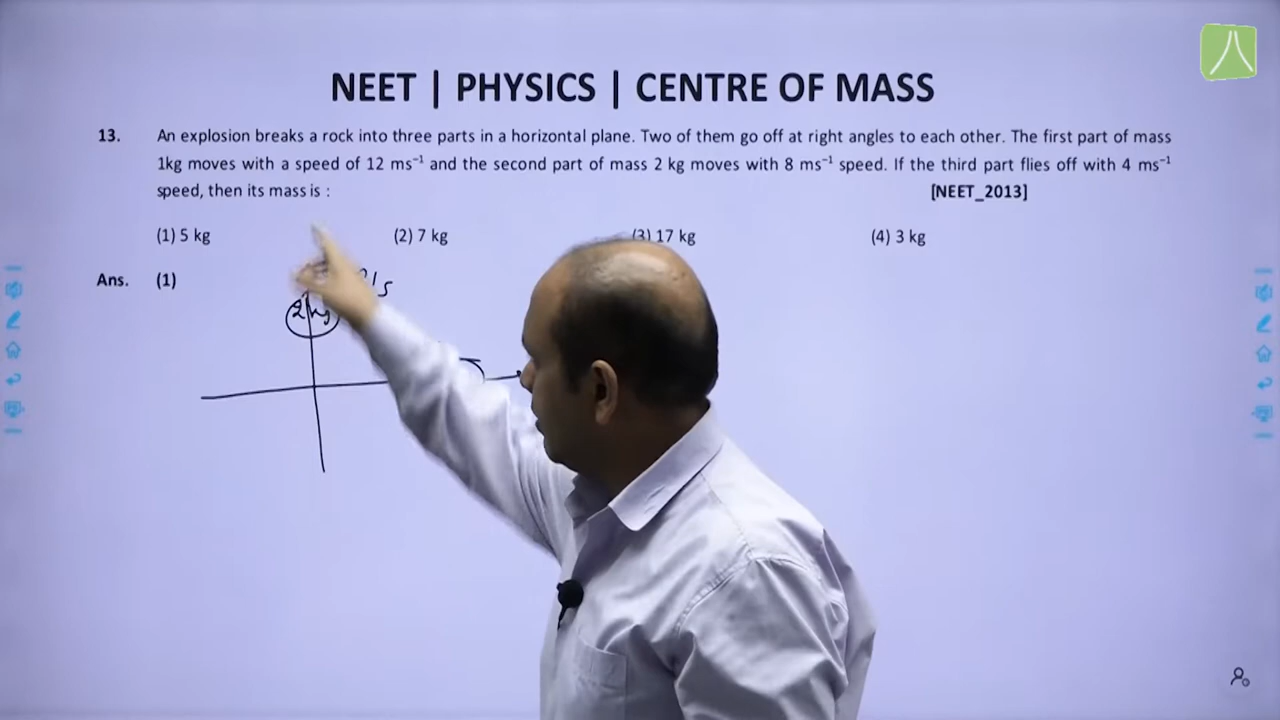 NEET | PHYSICS | CENTRE OF MASS
13. An explosion breaks a rock into three parts in a horizontal plane. Two of them go off at right angles to each other. The first part of mass
1kg moves with a speed of 12 ms⁻¹ and the second part of mass 2 kg moves with 8 ms⁻¹ speed. If the third part flies off with 4 ms⁻¹
speed, then its mass is : [NEET_2013]
(1) 5 kg (2) 7 kg (3) 17 kg (4) 3 kg
Ans. (1)
/s
2kg